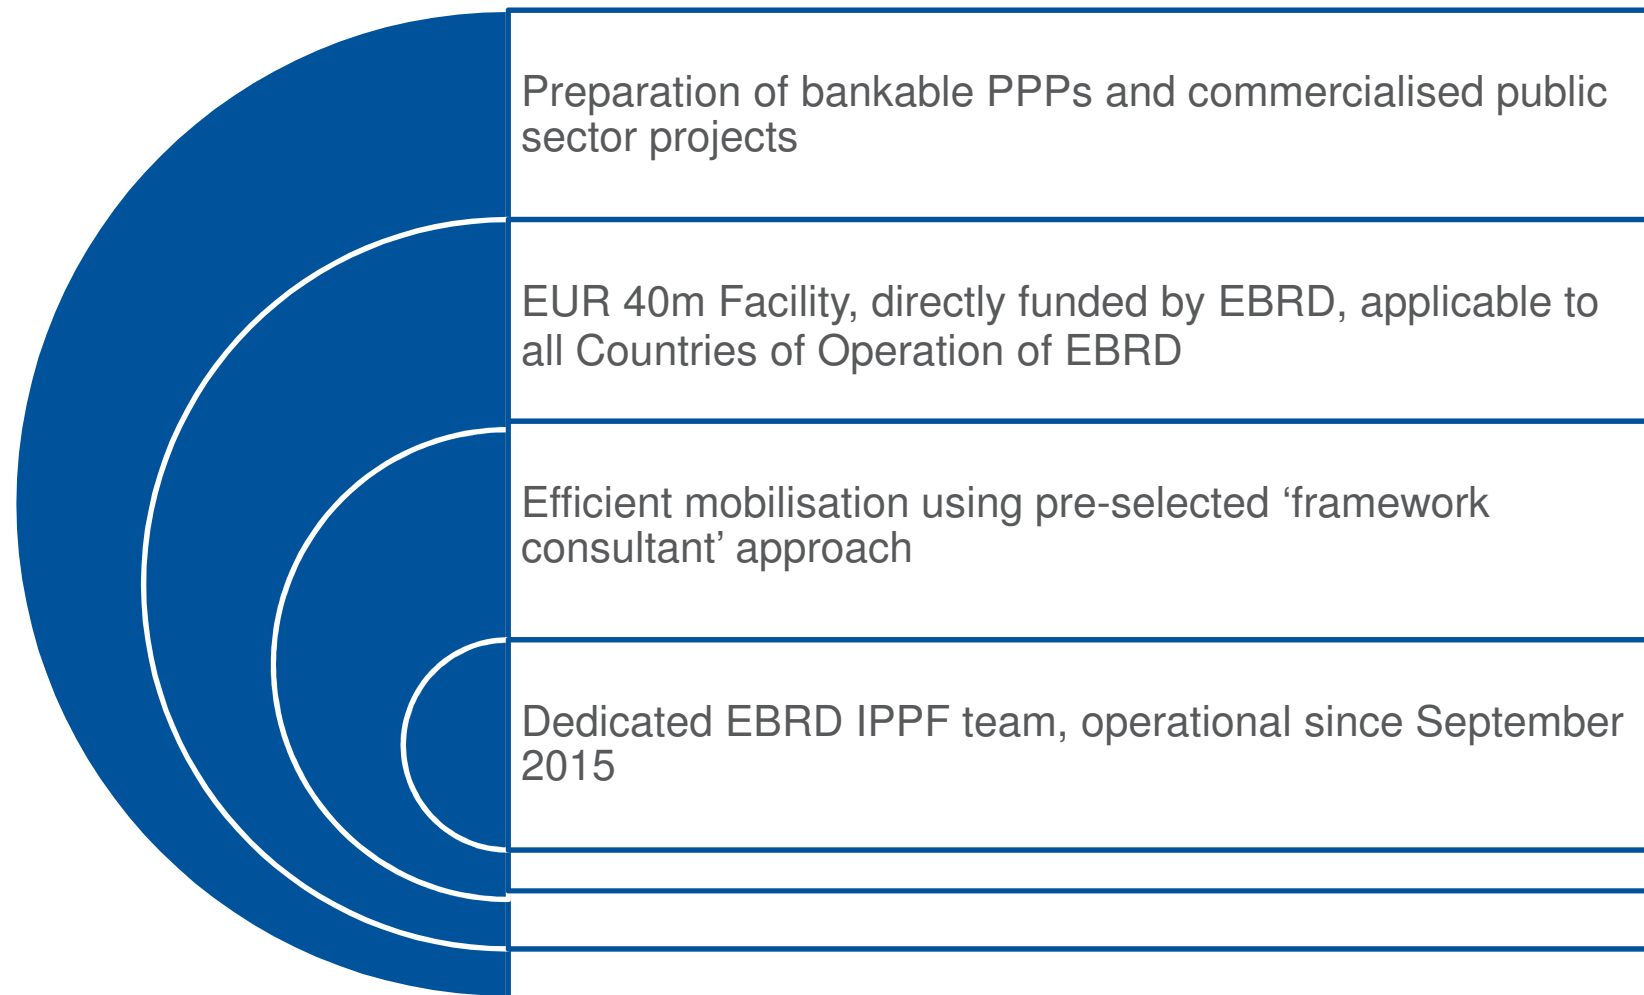 Preparation of bankable PPPs and commercialised public
sector projects
EUR 40m Facility, directly funded by EBRD, applicable to
all Countries of Operation of EBRD
Efficient mobilisation using pre-selected ‘framework
consultant’ approach
Dedicated EBRD IPPF team, operational since September
2015